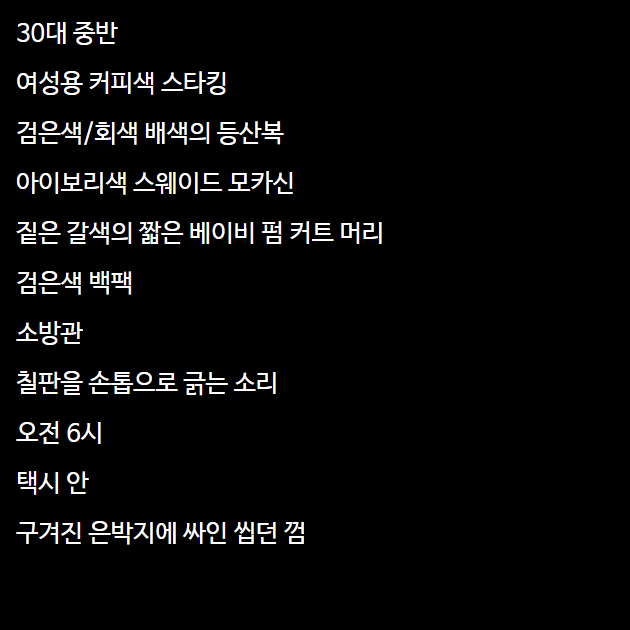 30대 중반
여성용 커피색 스타킹
검은색/회색 배색의 등산복
아이보리색 스웨이드 모카신
짙은 갈색의 짧은 베이비 펌 커트 머리
검은색 백팩
소방관
칠판을 손톱으로 긁는 소리
오전 6시
택시 안
구겨진 은박지에 싸인 씹던 껌